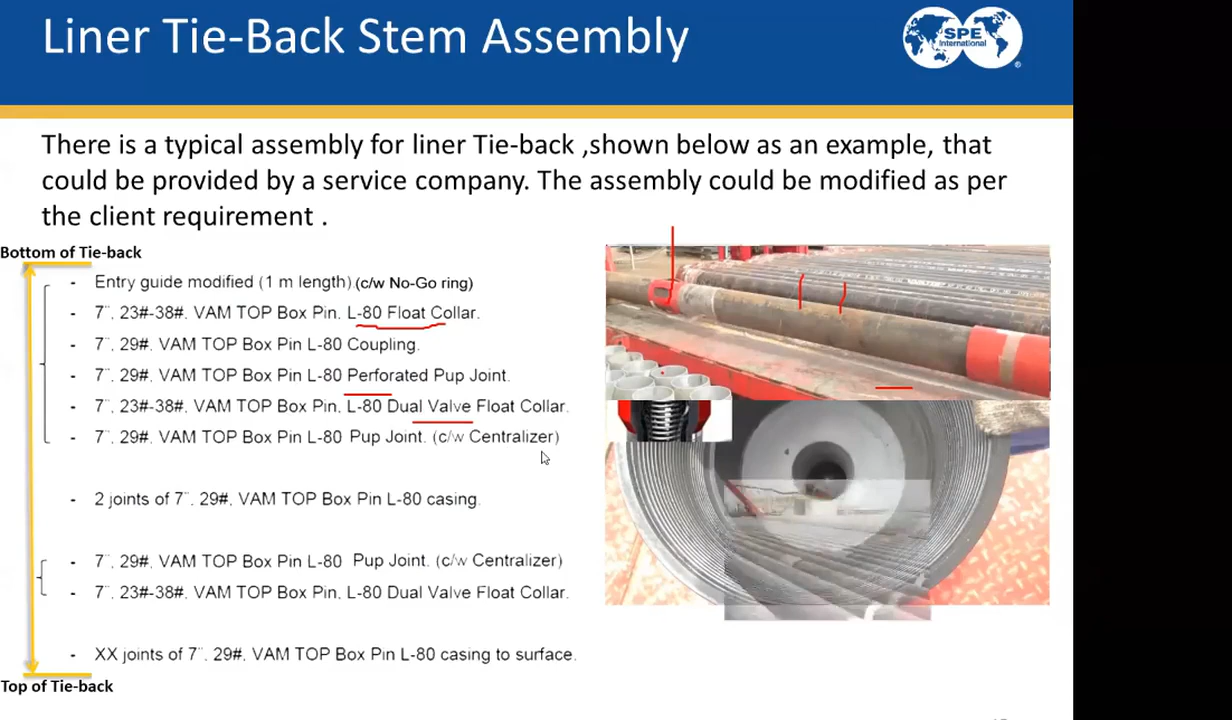 Liner Tie-Back Stem Assembly
SPE
International
There is a typical assembly for liner Tie-back ,shown below as an example, that
could be provided by a service company. The assembly could be modified as per
the client requirement .
Bottom of Tie-back
- Entry guide modified (1 m length).(c/w No-Go ring)
- 7¨, 23#-38#, VAM TOP Box Pin, L-80 Float Collar.
- 7¨, 29#, VAM TOP Box Pin L-80 Coupling.
- 7¨, 29#, VAM TOP Box Pin L-80 Perforated Pup Joint.
- 7¨, 23#-38#, VAM TOP Box Pin, L-80 Dual Valve Float Collar.
- 7¨, 29#, VAM TOP Box Pin L-80 Pup Joint. (c/w Centralizer)
- 2 joints of 7¨, 29#, VAM TOP Box Pin L-80 casing.
- 7¨, 29#, VAM TOP Box Pin L-80 Pup Joint. (c/w Centralizer)
- 7¨, 23#-38#, VAM TOP Box Pin, L-80 Dual Valve Float Collar.
- XX joints of 7¨, 29#, VAM TOP Box Pin L-80 casing to surface.
Top of Tie-back